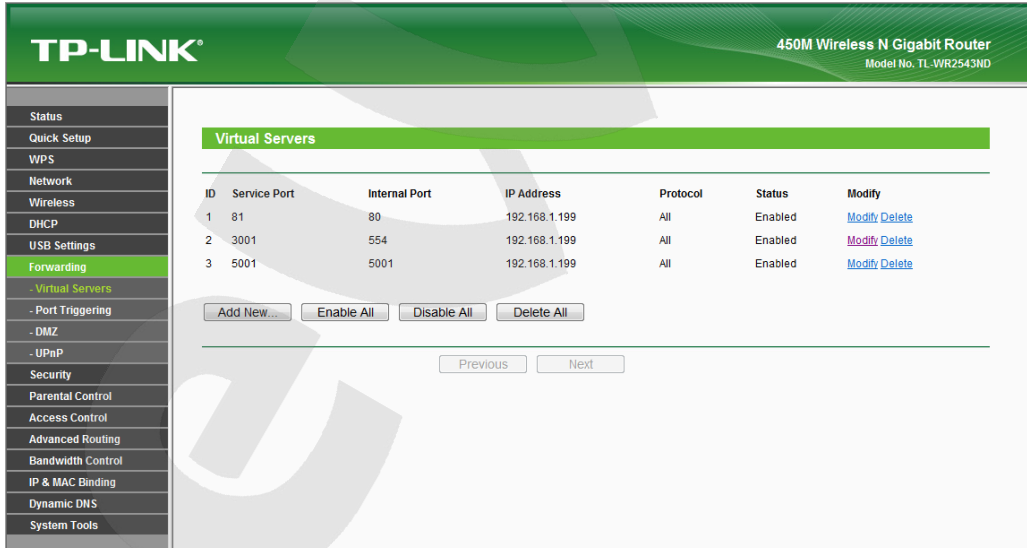 TP-LINK®
450M Wireless N Gigabit Router
Model No. TL-WR2543ND
Status
Quick Setup
WPS
Network
Wireless
DHCP
USB Settings
Forwarding
- Virtual Servers
- Port Triggering
- DMZ
- UPnP
Security
Parental Control
Access Control
Advanced Routing
Bandwidth Control
IP & MAC Binding
Dynamic DNS
System Tools
Virtual Servers
ID Service Port Internal Port IP Address Protocol Status Modify
1 81 80 192.168.1.199 All Enabled Modify Delete
2 3001 554 192.168.1.199 All Enabled Modify Delete
3 5001 5001 192.168.1.199 All Enabled Modify Delete
Add New... Enable All Disable All Delete All
Previous Next